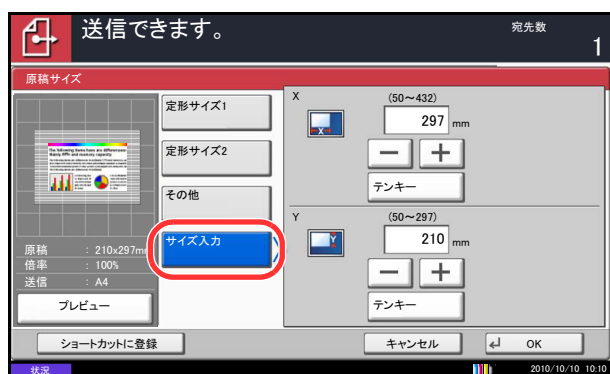 送信できます。
宛先数
1
原稿サイズ
定形サイズ1
定形サイズ2
その他
サイズ入力
原稿 : 210x297mm
倍率 : 100%
送信 : A4
プレビュー
X (50～432)
297 mm
－ ＋
テンキー
Y (50～297)
210 mm
－ ＋
テンキー
ショートカットに登録
キャンセル
OK
状況
2010/10/10 10:10